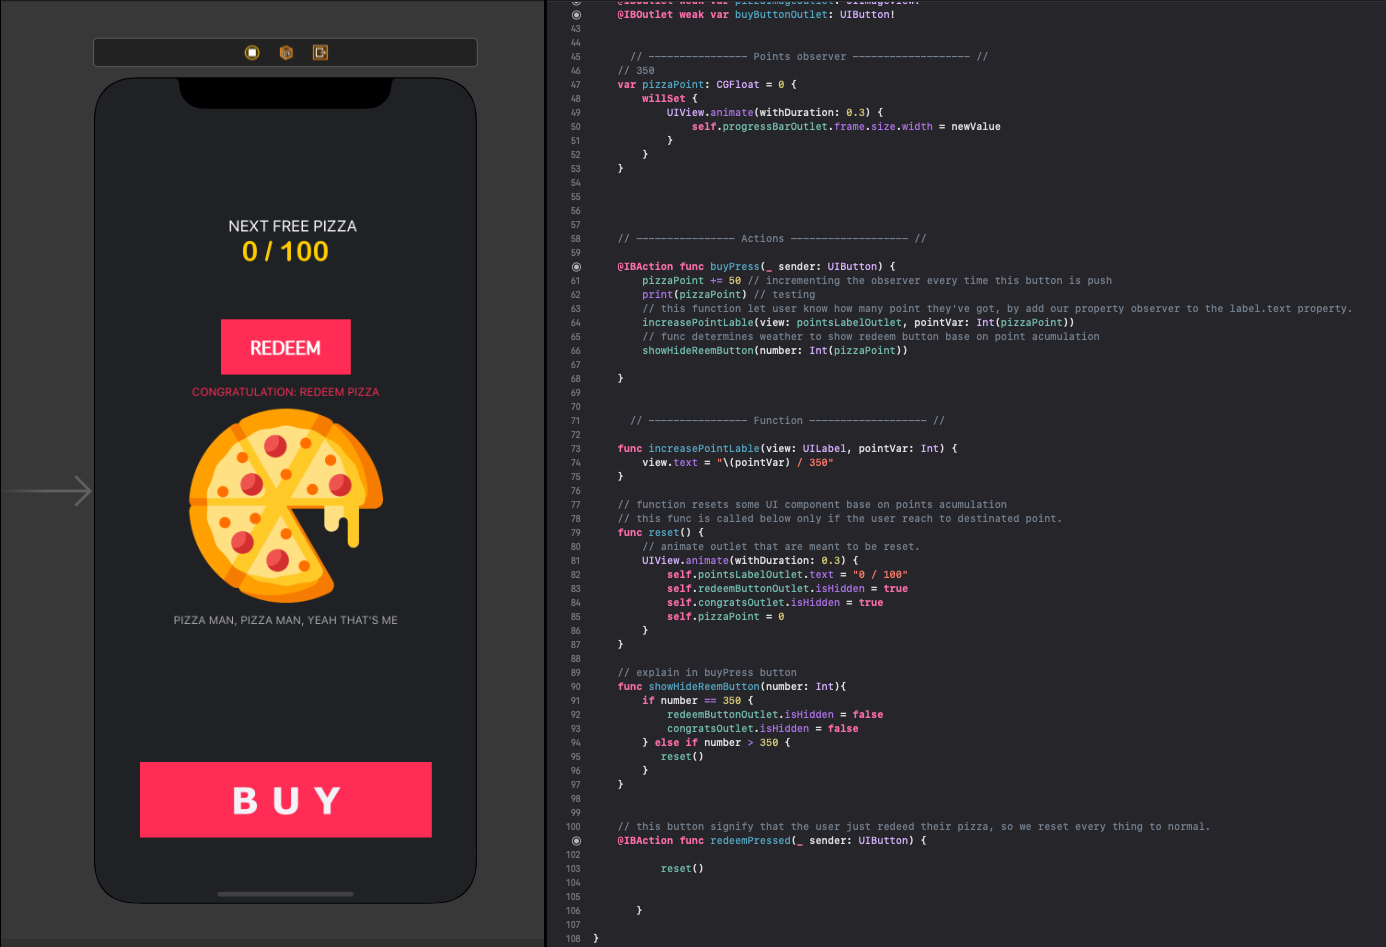 NEXT FREE PIZZA
0 / 100
REDEEM
CONGRATULATION: REDEEM PIZZA
PIZZA MAN, PIZZA MAN, YEAH THAT'S ME
B U Y
@IBOutlet weak var pizzaImageOutlet: UIImageView!
@IBOutlet weak var buyButtonOutlet: UIButton!
43
44
45 // ---------------- Points observer ------------------- //
46 // 350
47 var pizzaPoint: CGFloat = 0 {
48 willSet {
49 UIView.animate(withDuration: 0.3) {
50 self.progressBarOutlet.frame.size.width = newValue
51 }
52 }
53 }
54
55
56
57
58 // ---------------- Actions ------------------- //
59
@IBAction func buyPress(_ sender: UIButton) {
61 pizzaPoint += 50 // incrementing the observer every time this button is push
62 print(pizzaPoint) // testing
63 // this function let user know how many point they've got, by add our property observer to the label.text property.
64 increasePointLable(view: pointsLabelOutlet, pointVar: Int(pizzaPoint))
65 // func determines weather to show redeem button base on point acumulation
66 showHideReemButton(number: Int(pizzaPoint))
67
68 }
69
70
71 // ---------------- Function ------------------- //
72
73 func increasePointLable(view: UILabel, pointVar: Int) {
74 view.text = "\(pointVar) / 350"
75 }
76
77 // function resets some UI component base on points acumulation
78 // this func is called below only if the user reach to destinated point.
79 func reset() {
80 // animate outlet that are meant to be reset.
81 UIView.animate(withDuration: 0.3) {
82 self.pointsLabelOutlet.text = "0 / 100"
83 self.redeemButtonOutlet.isHidden = true
84 self.congratsOutlet.isHidden = true
85 self.pizzaPoint = 0
86 }
87 }
88
89 // explain in buyPress button
90 func showHideReemButton(number: Int){
91 if number == 350 {
92 redeemButtonOutlet.isHidden = false
93 congratsOutlet.isHidden = false
94 } else if number > 350 {
95 reset()
96 }
97 }
98
99
100 // this button signify that the user just redeed their pizza, so we reset every thing to normal.
@IBAction func redeemPressed(_ sender: UIButton) {
102
103 reset()
104
105
106 }
107
108 }